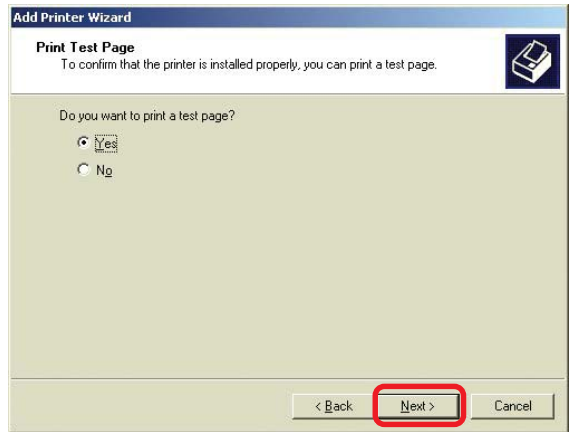 Add Printer Wizard
Print Test Page
To confirm that the printer is installed properly, you can print a test page.
Do you want to print a test page?
Yes
No
< Back Next > Cancel